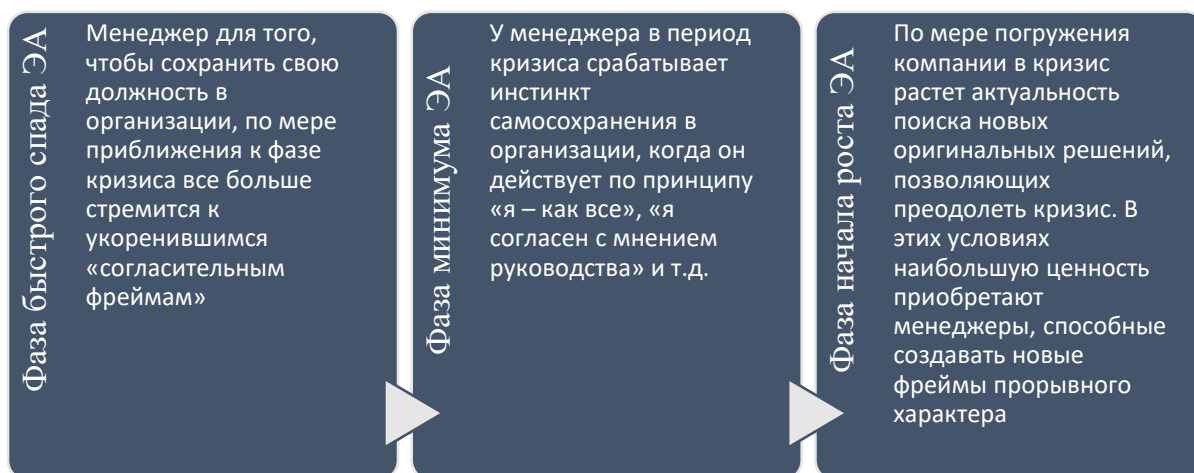 Фаза быстрого спада ЭА
Менеджер для того,
чтобы сохранить свою
должность в
организации, по мере
приближения к фазе
кризиса все больше
стремится к
укоренившимся
«согласительным
фреймам»
Фаза минимума ЭА
У менеджера в период
кризиса срабатывает
инстинкт
самосохранения в
организации, когда он
действует по принципу
«я – как все», «я
согласен с мнением
руководства» и т.д.
Фаза начала роста ЭА
По мере погружения
компании в кризис
растет актуальность
поиска новых
оригинальных решений,
позволяющих
преодолеть кризис. В
этих условиях
наибольшую ценность
приобретают
менеджеры, способные
создавать новые
фреймы прорывного
характера